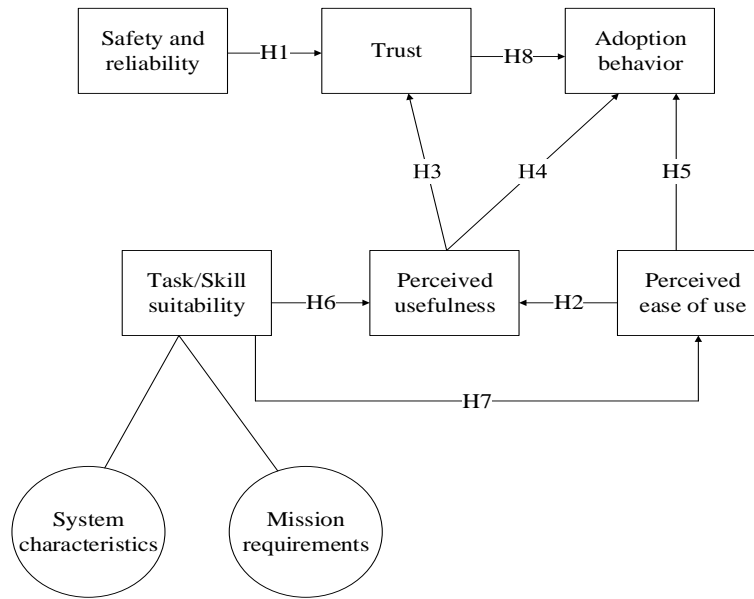 Safety and
reliability
H1
Trust
H8
Adoption
behavior
H3
H4
H5
Task/Skill
suitability
H6
Perceived
usefulness
H2
Perceived
ease of use
H7
System
characteristics
Mission
requirements